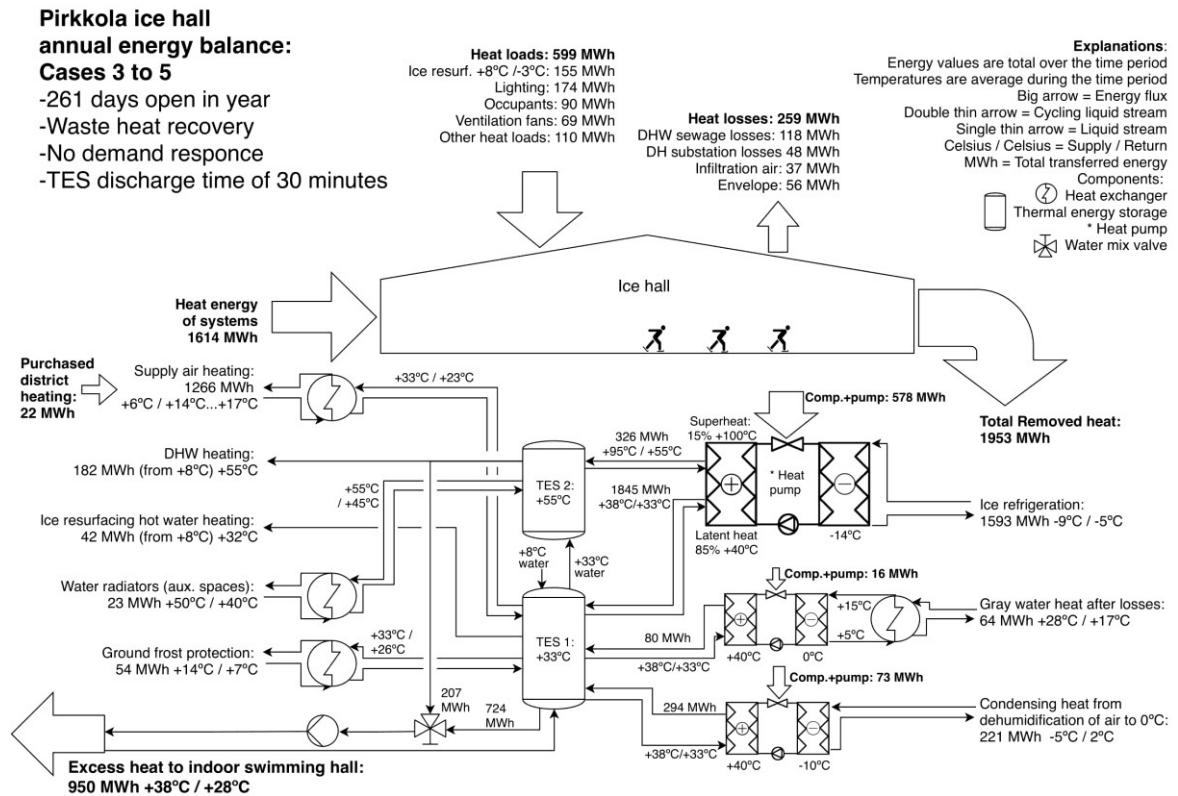 Pirkkola ice hall
annual energy balance:
Cases 3 to 5
-261 days open in year
-Waste heat recovery
-No demand responce
-TES discharge time of 30 minutes
Heat loads: 599 MWh
Ice resurf. +8ºC /-3ºC: 155 MWh
Lighting: 174 MWh
Occupants: 90 MWh
Ventilation fans: 69 MWh
Other heat loads: 110 MWh
Heat losses: 259 MWh
DHW sewage losses: 118 MWh
DH substation losses 48 MWh
Infiltration air: 37 MWh
Envelope: 56 MWh
Explanations:
Energy values are total over the time period
Temperatures are average during the time period
Big arrow = Energy flux
Double thin arrow = Cycling liquid stream
Single thin arrow = Liquid stream
Celsius / Celsius = Supply / Return
MWh = Total transferred energy
Components:
Heat exchanger
Thermal energy storage
* Heat pump
Water mix valve
Ice hall
Heat energy
of systems
1614 MWh
Purchased
district
heating:
22 MWh
Supply air heating:
1266 MWh
+6ºC / +14ºC...+17ºC
+33ºC / +23ºC
Comp.+pump: 578 MWh
Total Removed heat:
1953 MWh
DHW heating:
182 MWh (from +8ºC) +55ºC
326 MWh
+95ºC / +55ºC
Superheat:
15% +100ºC
* Heat
pump
TES 2:
+55ºC
+55ºC
/ +45ºC
1845 MWh
+38ºC/+33ºC
Latent heat
85% +40ºC
-14ºC
Ice refrigeration:
1593 MWh -9ºC / -5ºC
Ice resurfacing hot water heating:
42 MWh (from +8ºC) +32ºC
+8ºC
water
+33ºC
water
Water radiators (aux. spaces):
23 MWh +50ºC / +40ºC
Comp.+pump: 16 MWh
+15ºC
+5ºC
Gray water heat after losses:
64 MWh +28ºC / +17ºC
TES 1:
+33ºC
80 MWh
+38ºC/+33ºC
+40ºC
0ºC
Ground frost protection:
54 MWh +14ºC / +7ºC
+33ºC /
+26ºC
Comp.+pump: 73 MWh
294 MWh
+38ºC/+33ºC
+40ºC
-10ºC
Condensing heat from
dehumidification of air to 0ºC:
221 MWh -5ºC / 2ºC
207
MWh
724
MWh
Excess heat to indoor swimming hall:
950 MWh +38ºC / +28ºC